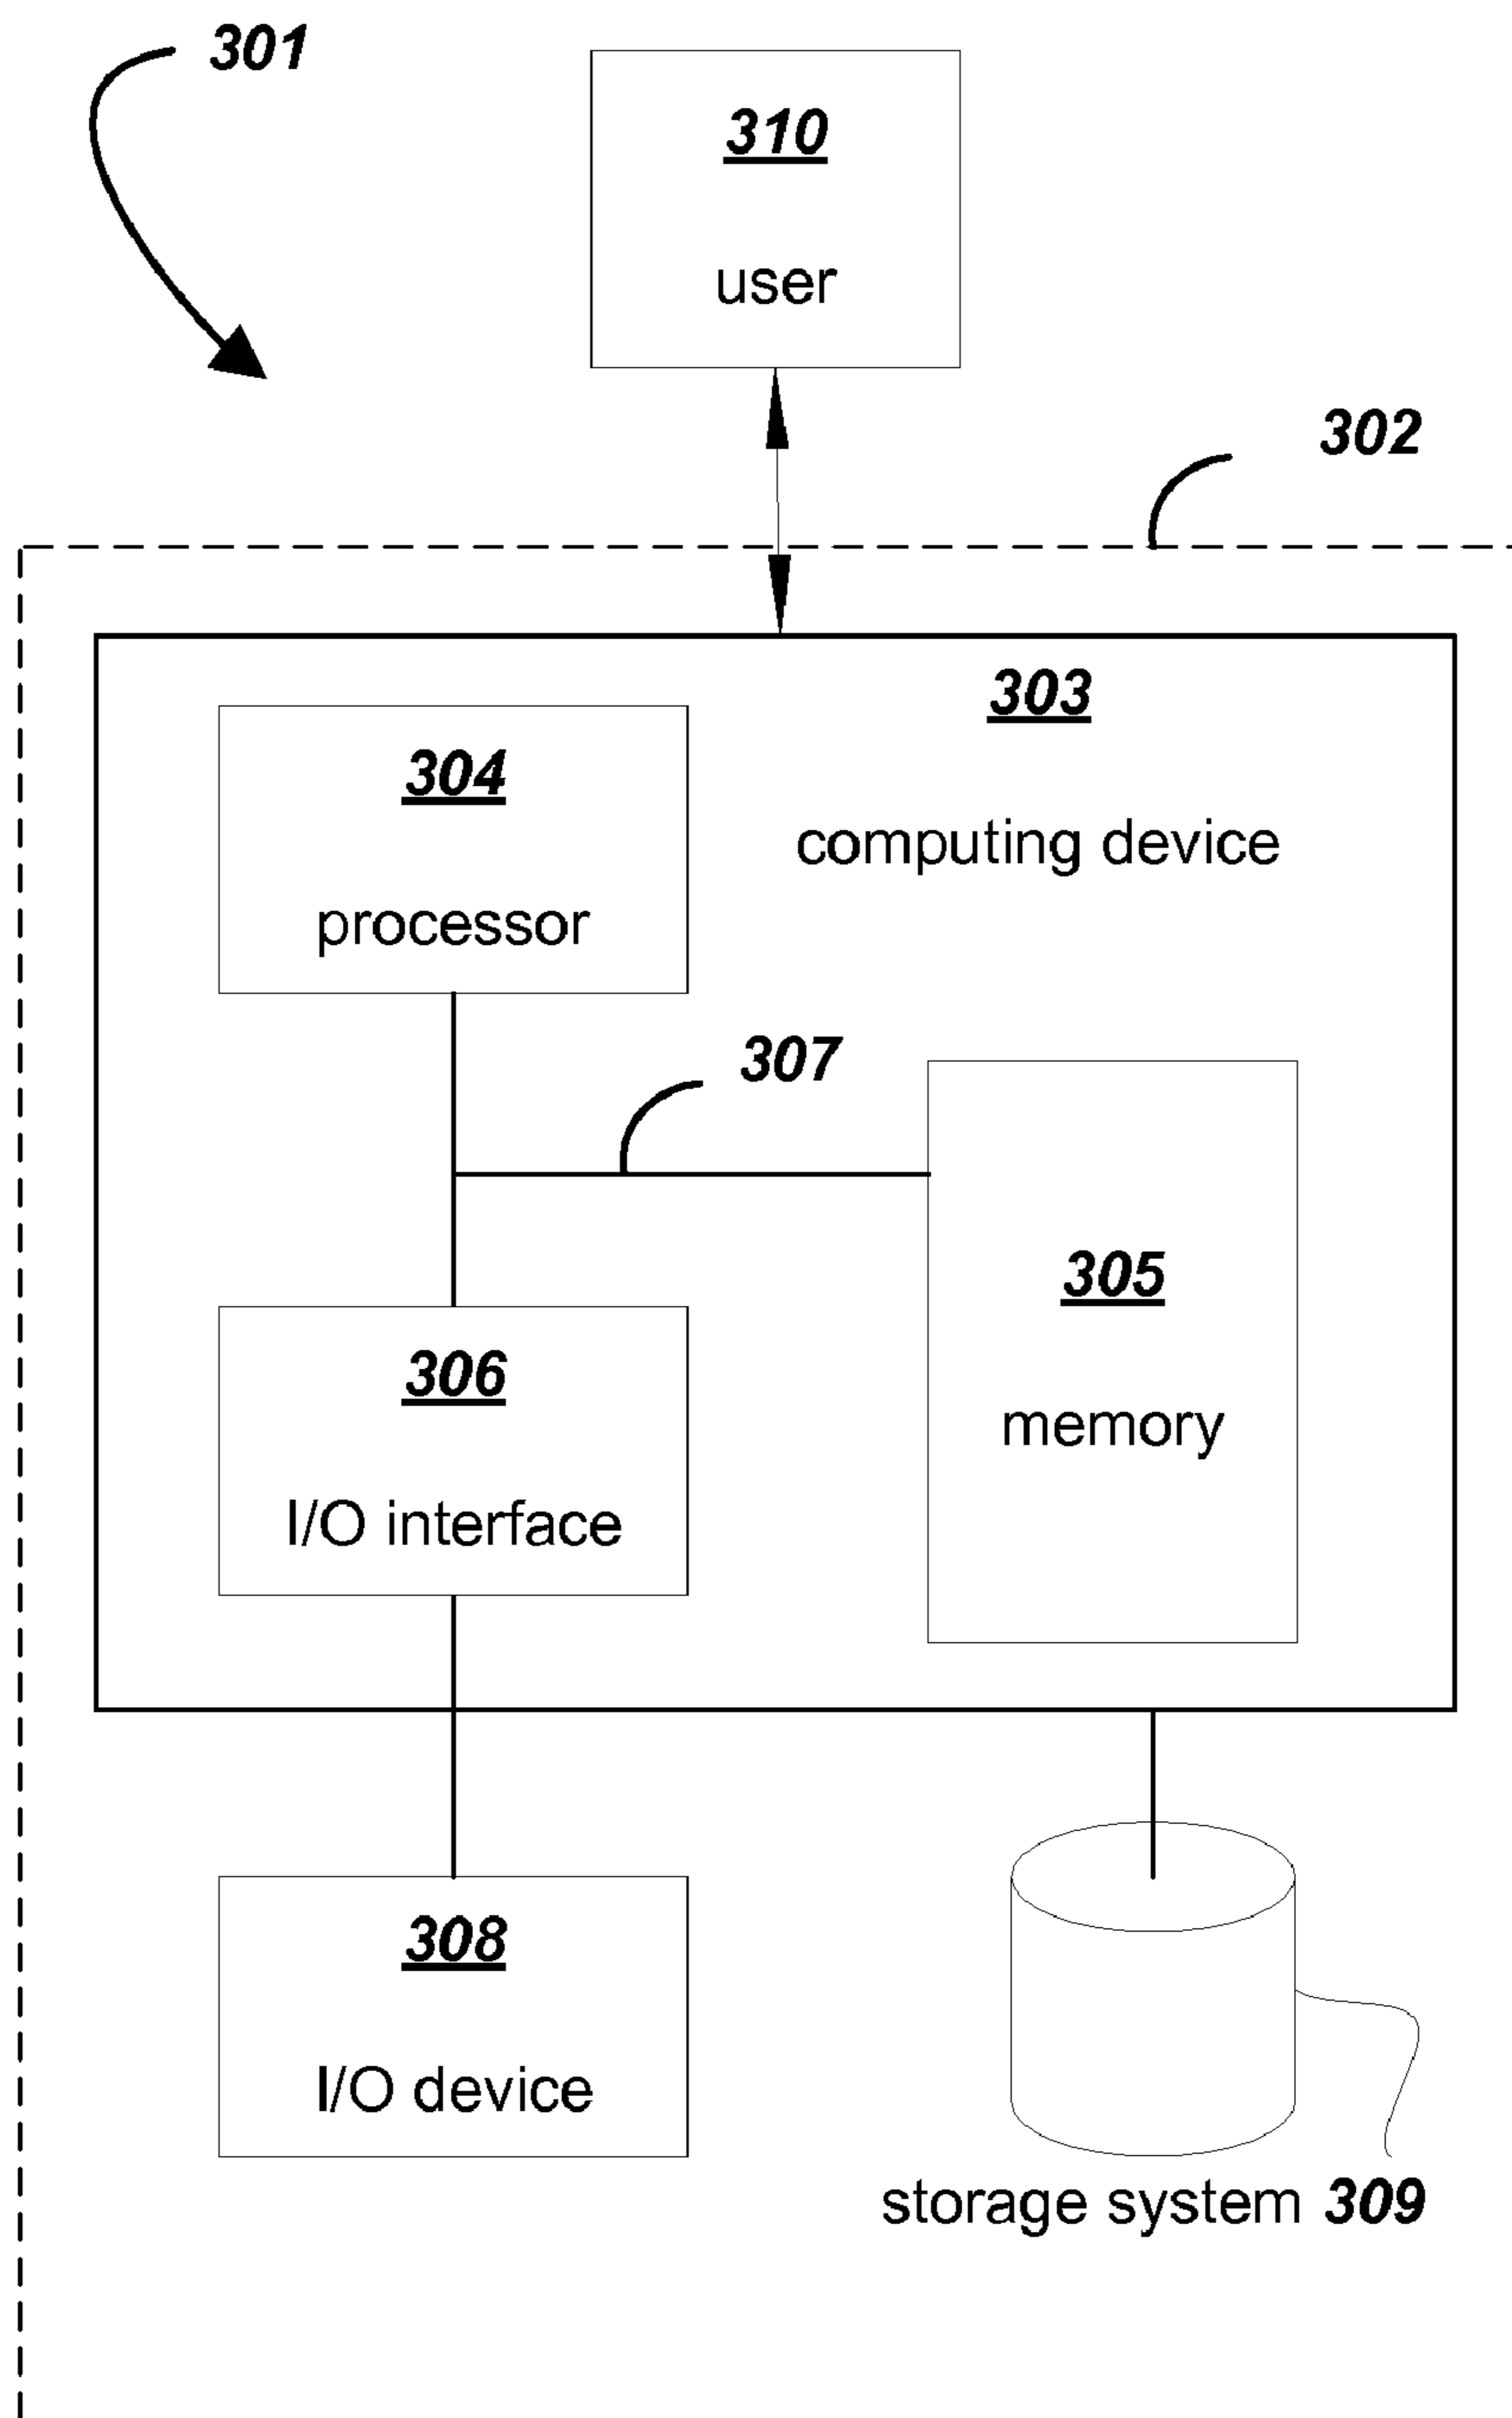 301
310
user
302
303
computing device
304
processor
307
305
memory
306
I/O interface
308
I/O device
storage system 309